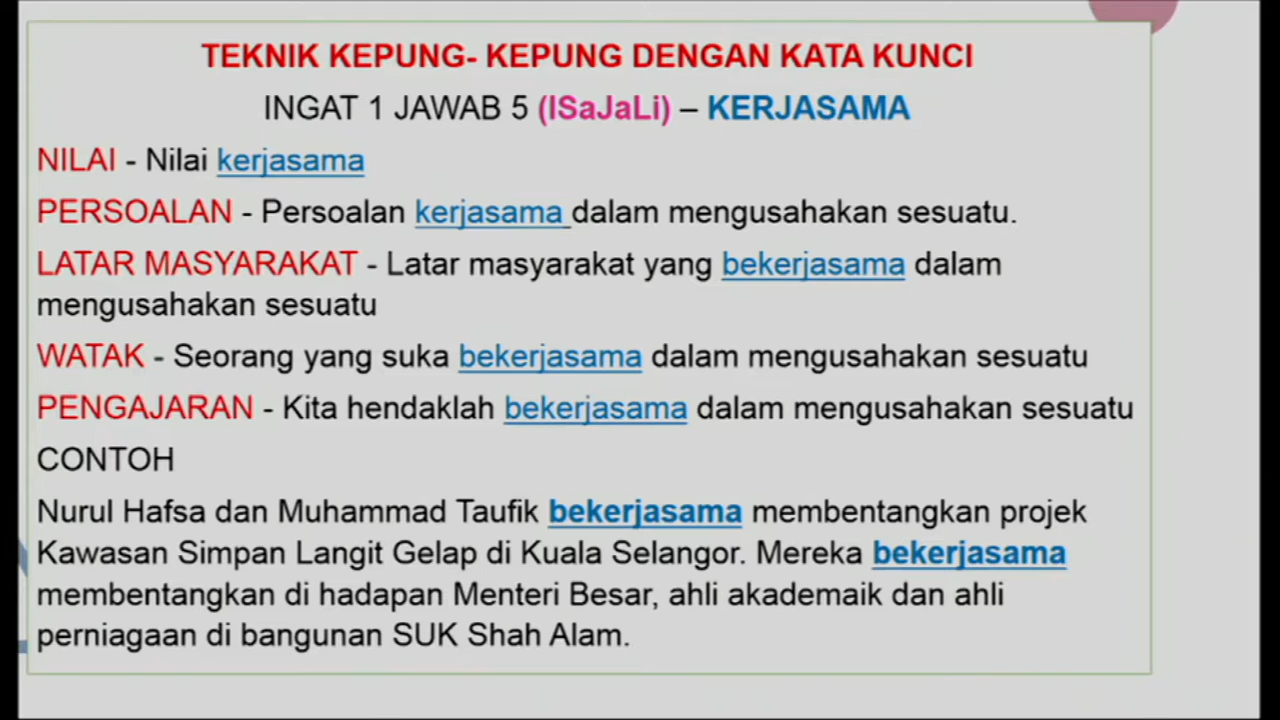 TEKNIK KEPUNG- KEPUNG DENGAN KATA KUNCI
INGAT 1 JAWAB 5 (ISaJaLi) – KERJASAMA
NILAI - Nilai kerjasama
PERSOALAN - Persoalan kerjasama dalam mengusahakan sesuatu.
LATAR MASYARAKAT - Latar masyarakat yang bekerjasama dalam
mengusahakan sesuatu
WATAK - Seorang yang suka bekerjasama dalam mengusahakan sesuatu
PENGAJARAN - Kita hendaklah bekerjasama dalam mengusahakan sesuatu
CONTOH
Nurul Hafsa dan Muhammad Taufik bekerjasama membentangkan projek
Kawasan Simpan Langit Gelap di Kuala Selangor. Mereka bekerjasama
membentangkan di hadapan Menteri Besar, ahli akademaik dan ahli
perniagaan di bangunan SUK Shah Alam.